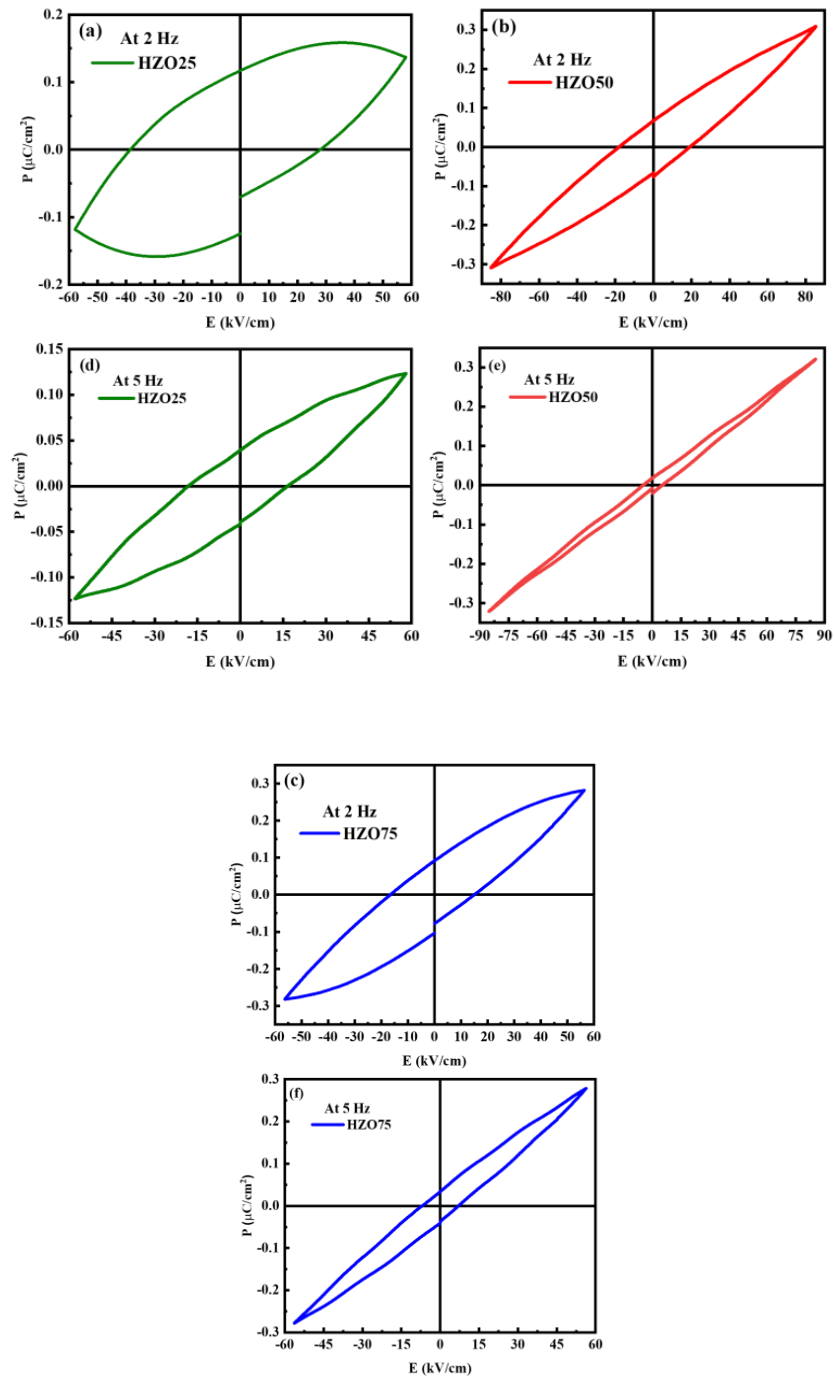 (a)
At 2 Hz
HZO25
P (μC/cm²)
0.2
0.1
0.0
-0.1
-0.2
-60 -50 -40 -30 -20 -10 0 10 20 30 40 50 60
E (kV/cm)
(b)
At 2 Hz
HZO50
P (μC/cm²)
0.3
0.2
0.1
0.0
-0.1
-0.2
-0.3
-80 -60 -40 -20 0 20 40 60 80
E (kV/cm)
(d)
At 5 Hz
HZO25
P (μC/cm²)
0.15
0.10
0.05
0.00
-0.05
-0.10
-0.15
-60 -45 -30 -15 0 15 30 45 60
E (kV/cm)
(e)
At 5 Hz
HZO50
P (μC/cm²)
0.3
0.2
0.1
0.0
-0.1
-0.2
-0.3
-90 -75 -60 -45 -30 -15 0 15 30 45 60 75 90
E (kV/cm)
(c)
At 2 Hz
HZO75
P (μC/cm²)
0.3
0.2
0.1
0.0
-0.1
-0.2
-0.3
-60 -50 -40 -30 -20 -10 0 10 20 30 40 50 60
E (kV/cm)
(f)
At 5 Hz
HZO75
P (μC/cm²)
0.3
0.2
0.1
0.0
-0.1
-0.2
-0.3
-60 -45 -30 -15 0 15 30 45 60
E (kV/cm)